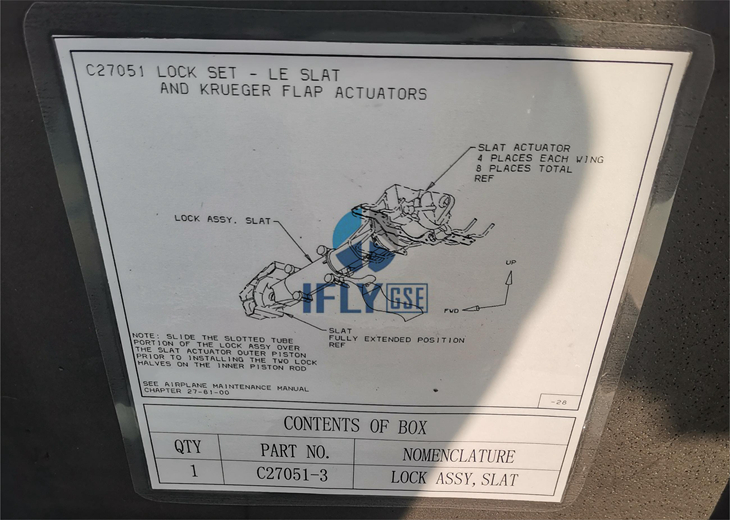 C27051 LOCK SET - LE SLAT
AND KRUEGER FLAP ACTUATORS
SLAT ACTUATOR
4 PLACES EACH WING
8 PLACES TOTAL
REF
LOCK ASSY, SLAT
UP
FWD
IFLY GSE
SLAT
FULLY EXTENDED POSITION
REF
NOTE: SLIDE THE SLOTTED TUBE
PORTION OF THE LOCK ASSY OVER
THE SLAT ACTUATOR OUTER PISTON
PRIOR TO INSTALLING THE TWO LOCK
HALVES ON THE INNER PISTON ROD
SEE AIRPLANE MAINTENANCE MANUAL
CHAPTER 27-81-00
-28
CONTENTS OF BOX
QTY PART NO. NOMENCLATURE
1 C27051-3 LOCK ASSY, SLAT